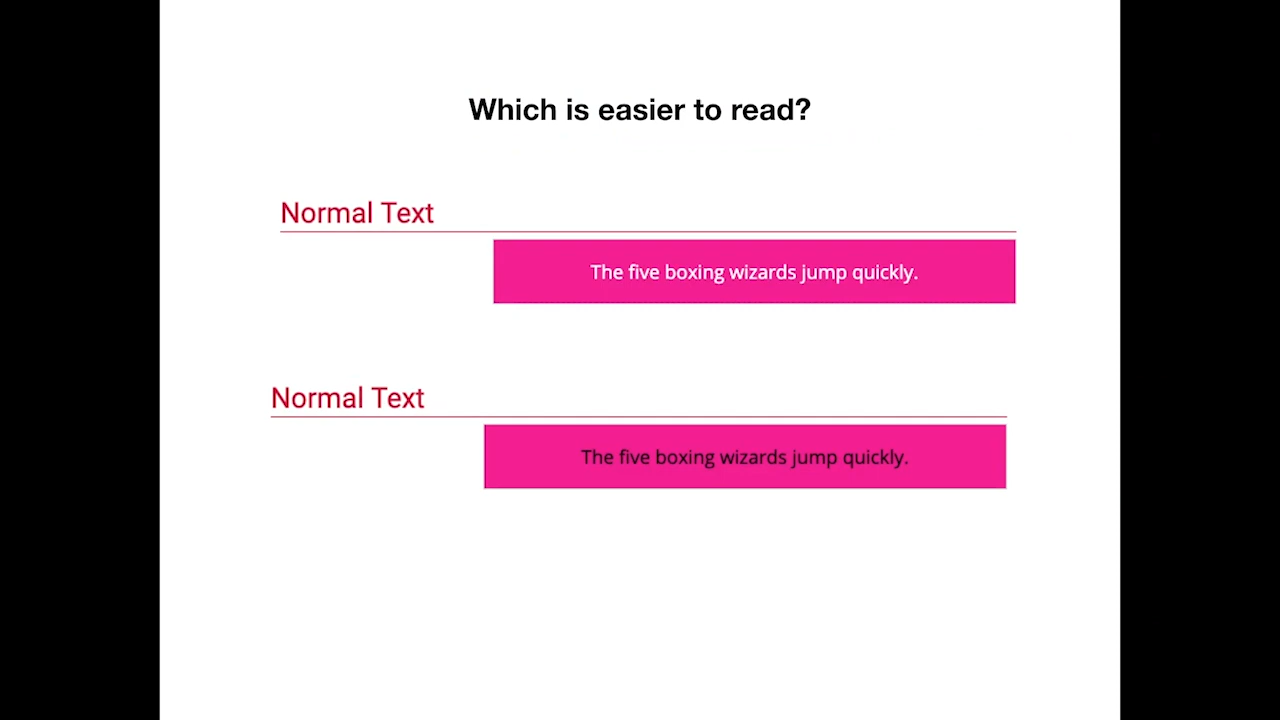 Which is easier to read?
Normal Text
The five boxing wizards jump quickly.
Normal Text
The five boxing wizards jump quickly.